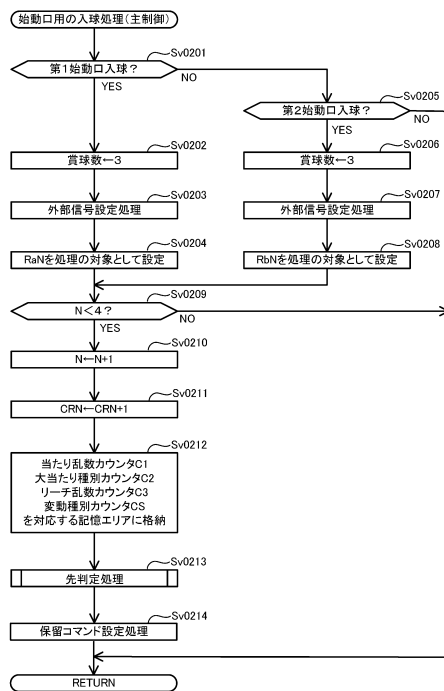 始動口用の入球処理(主制御)
Sv0201
第1始動口入球?
NO
YES
Sv0205
第2始動口入球?
NO
YES
Sv0202
賞球数←3
Sv0206
賞球数←3
Sv0203
外部信号設定処理
Sv0207
外部信号設定処理
Sv0204
RaNを処理の対象として設定
Sv0208
RbNを処理の対象として設定
Sv0209
N<4?
NO
YES
Sv0210
N←N+1
Sv0211
CRN←CRN+1
Sv0212
当たり乱数カウンタC1
大当たり種別カウンタC2
リーチ乱数カウンタC3
変動種別カウンタCS
を対応する記憶エリアに格納
Sv0213
先判定処理
Sv0214
保留コマンド設定処理
RETURN